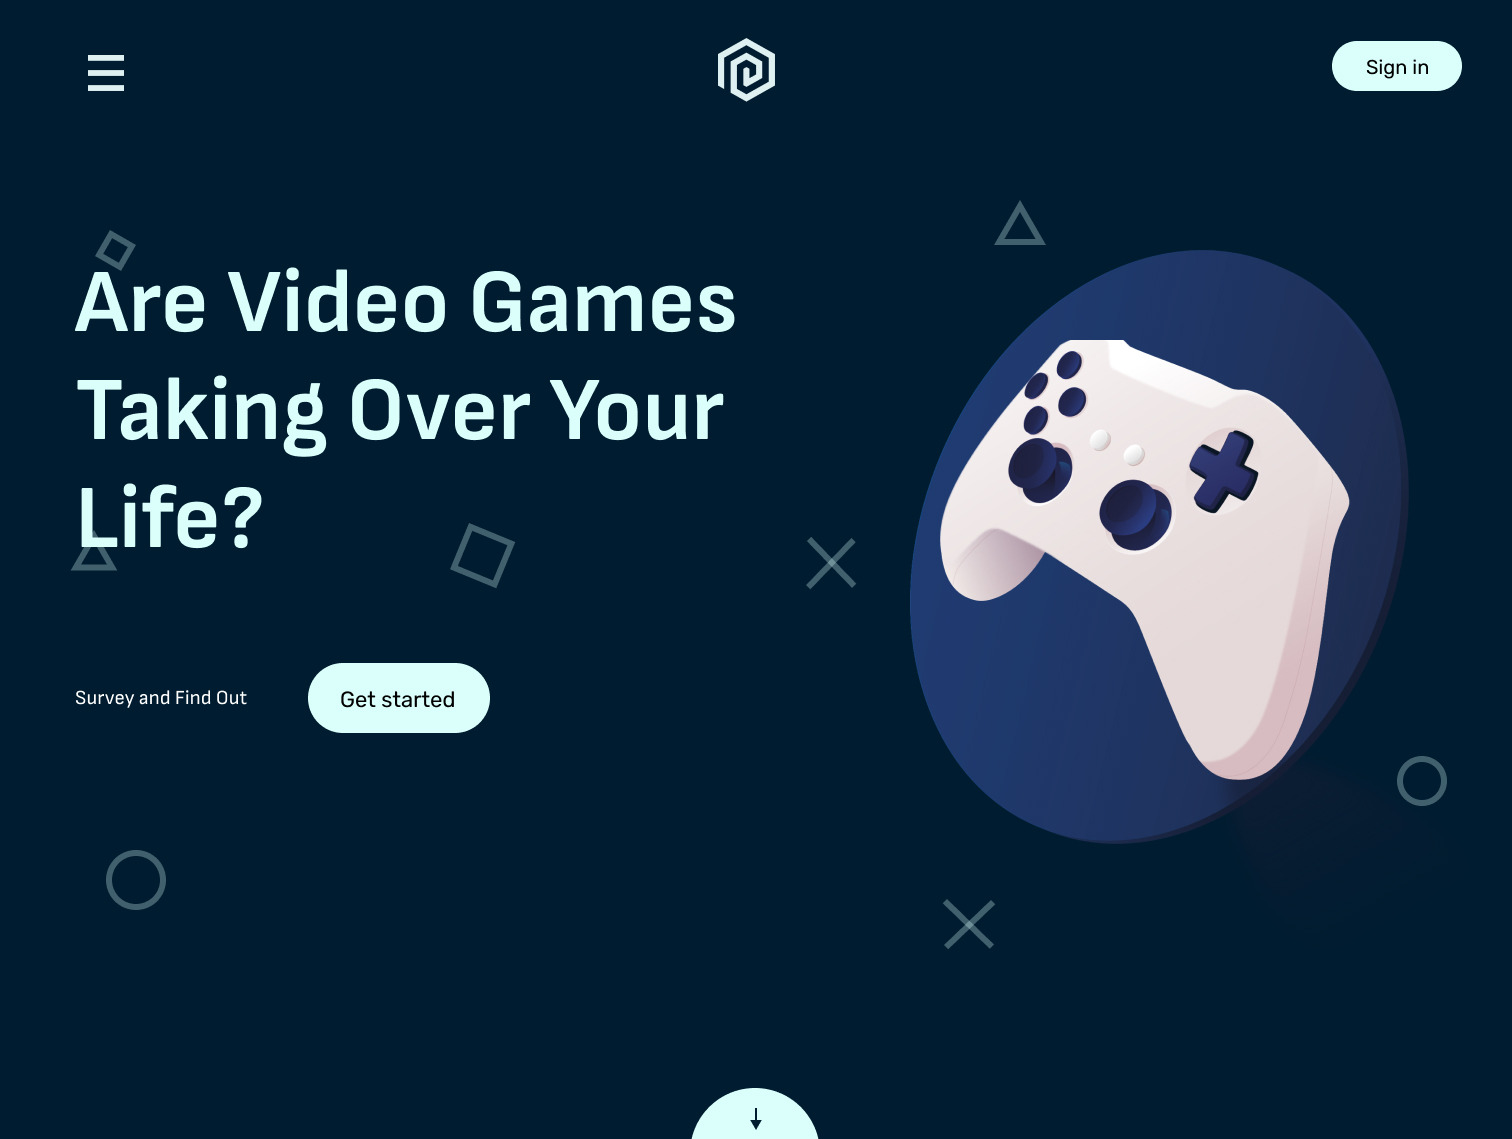 Sign in
Are Video Games
Taking Over Your
Life?
Survey and Find Out
Get started